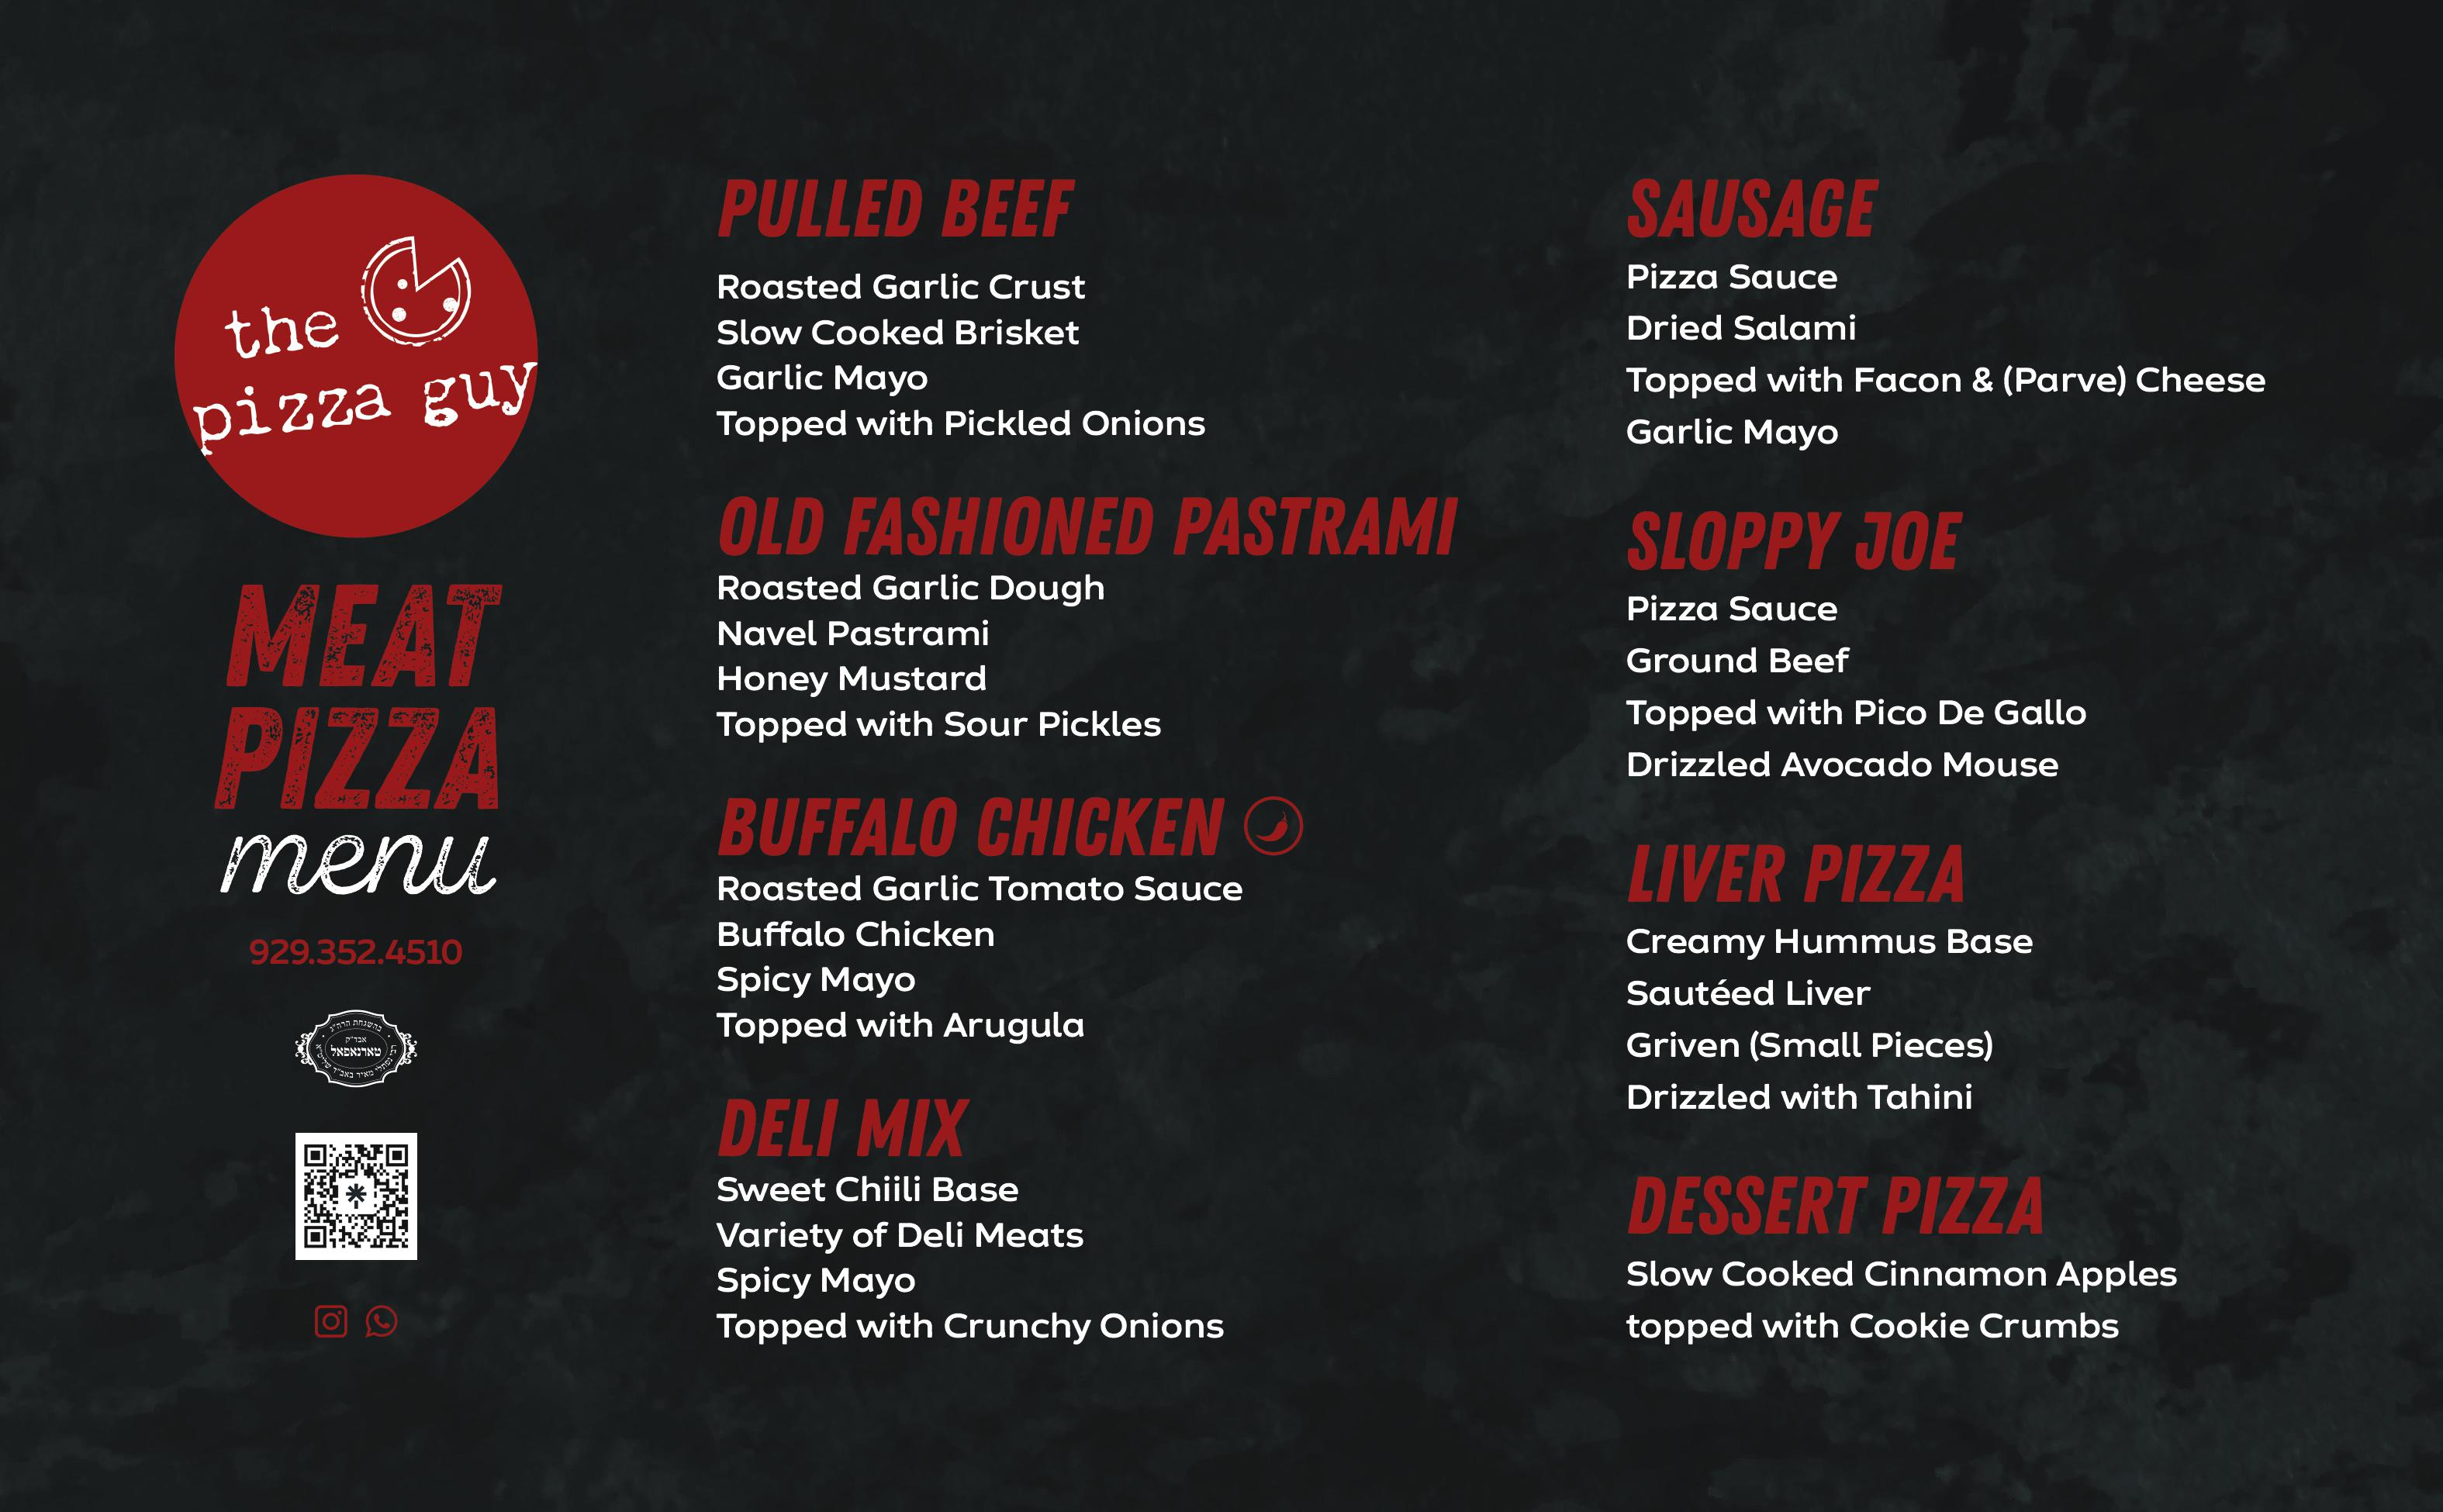 the
pizza guy
MEAT
PIZZA
menu
929.352.4510
בהשגחת הרה"ג
אבד"ק
טארנאפאל
PULLED BEEF
Roasted Garlic Crust
Slow Cooked Brisket
Garlic Mayo
Topped with Pickled Onions
OLD FASHIONED PASTRAMI
Roasted Garlic Dough
Navel Pastrami
Honey Mustard
Topped with Sour Pickles
BUFFALO CHICKEN
Roasted Garlic Tomato Sauce
Buffalo Chicken
Spicy Mayo
Topped with Arugula
DELI MIX
Sweet Chiili Base
Variety of Deli Meats
Spicy Mayo
Topped with Crunchy Onions
SAUSAGE
Pizza Sauce
Dried Salami
Topped with Facon & (Parve) Cheese
Garlic Mayo
SLOPPY JOE
Pizza Sauce
Ground Beef
Topped with Pico De Gallo
Drizzled Avocado Mouse
LIVER PIZZA
Creamy Hummus Base
Sautéed Liver
Griven (Small Pieces)
Drizzled with Tahini
DESSERT PIZZA
Slow Cooked Cinnamon Apples
topped with Cookie Crumbs